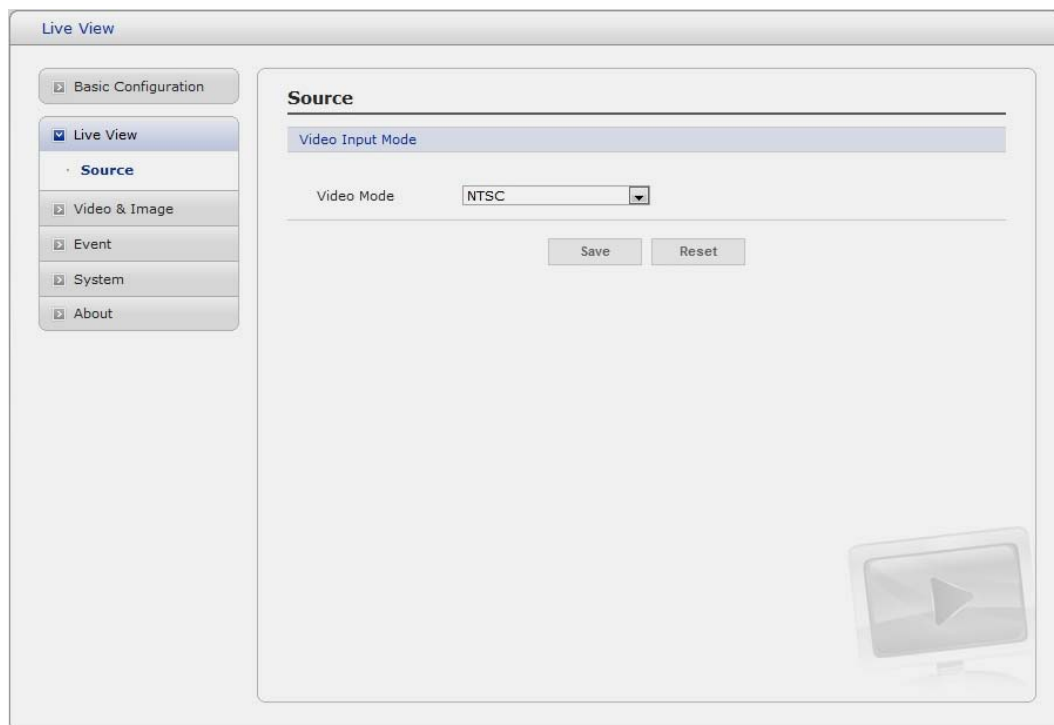 Live View
Basic Configuration
Live View
· Source
Video & Image
Event
System
About
Source
Video Input Mode
Video Mode NTSC
Save Reset